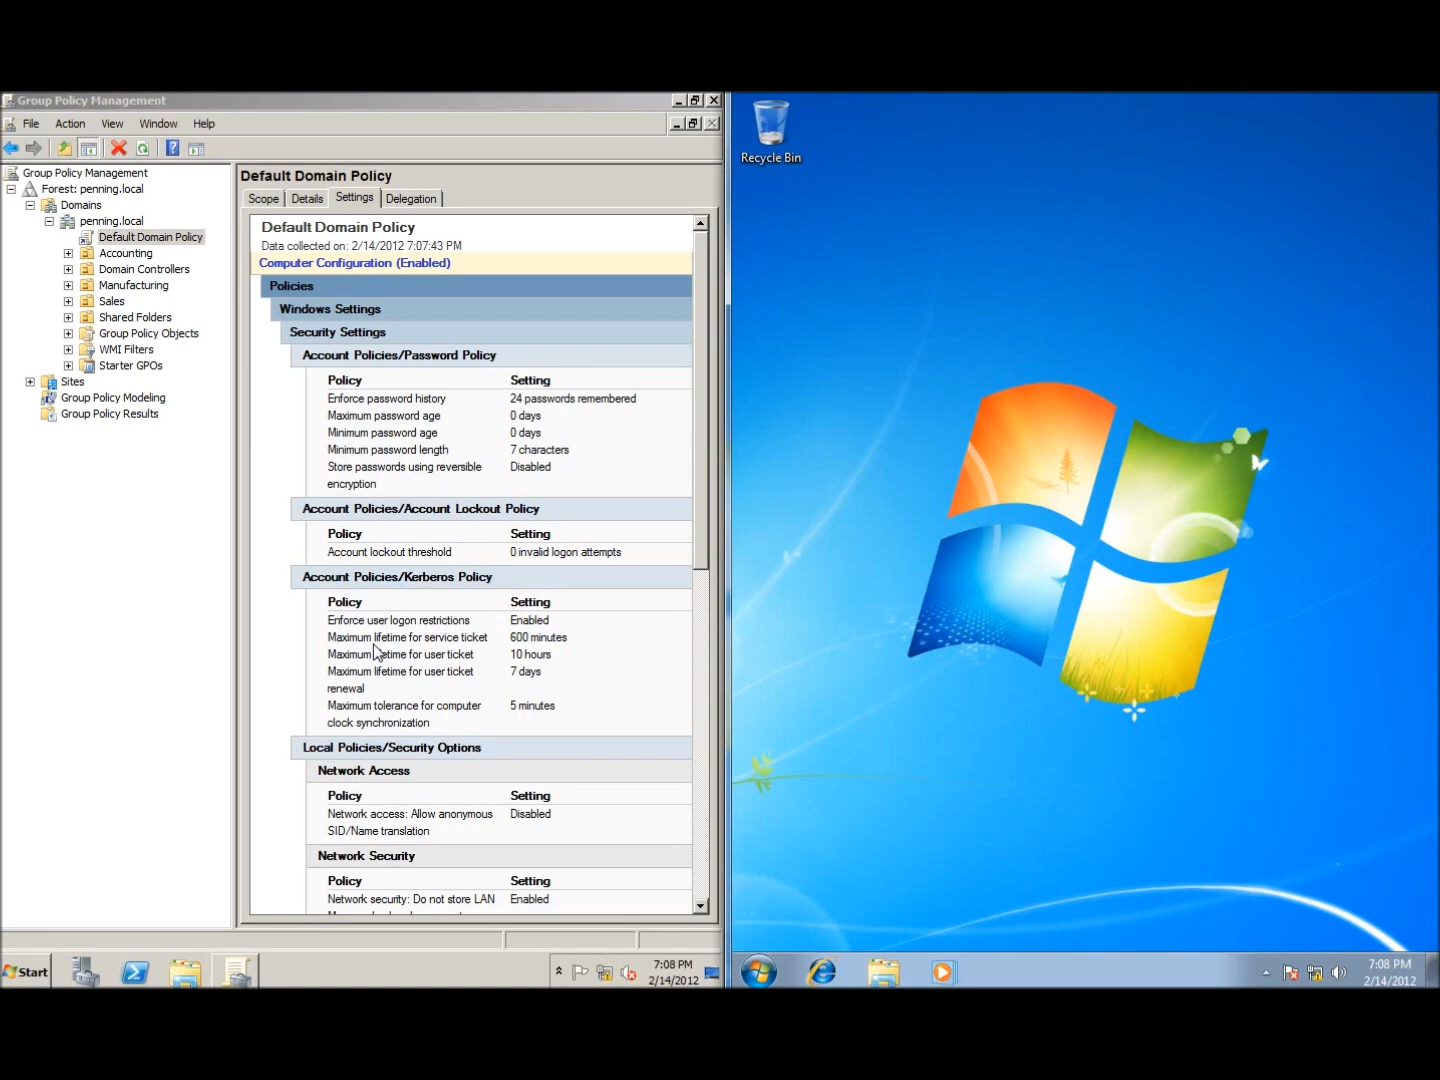 Group Policy Management
File Action View Window Help
Group Policy Management
Forest: penning.local
Domains
penning.local
Default Domain Policy
Accounting
Domain Controllers
Manufacturing
Sales
Shared Folders
Group Policy Objects
WMI Filters
Starter GPOs
Sites
Group Policy Modeling
Group Policy Results
Default Domain Policy
Scope Details Settings Delegation
Default Domain Policy
Data collected on: 2/14/2012 7:07:43 PM
Computer Configuration (Enabled)
Policies
Windows Settings
Security Settings
Account Policies/Password Policy
Policy Setting
Enforce password history 24 passwords remembered
Maximum password age 0 days
Minimum password age 0 days
Minimum password length 7 characters
Store passwords using reversible Disabled
encryption
Account Policies/Account Lockout Policy
Policy Setting
Account lockout threshold 0 invalid logon attempts
Account Policies/Kerberos Policy
Policy Setting
Enforce user logon restrictions Enabled
Maximum lifetime for service ticket 600 minutes
Maximum lifetime for user ticket 10 hours
Maximum lifetime for user ticket 7 days
renewal
Maximum tolerance for computer 5 minutes
clock synchronization
Local Policies/Security Options
Network Access
Policy Setting
Network access: Allow anonymous Disabled
SID/Name translation
Network Security
Policy Setting
Network security: Do not store LAN Enabled
Start
7:08 PM
2/14/2012
Recycle Bin
7:08 PM
2/14/2012